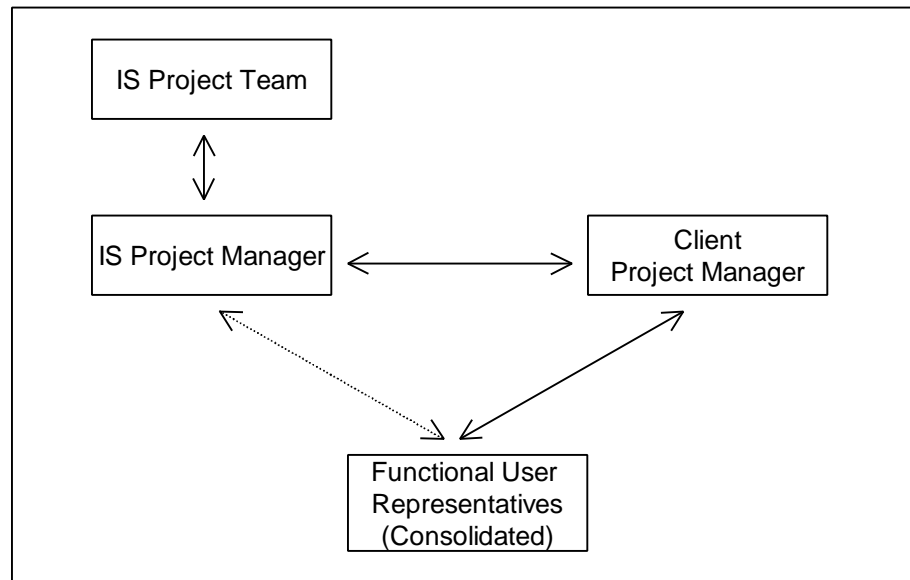 IS Project Team
IS Project Manager
Client
Project Manager
Functional User
Representatives
(Consolidated)